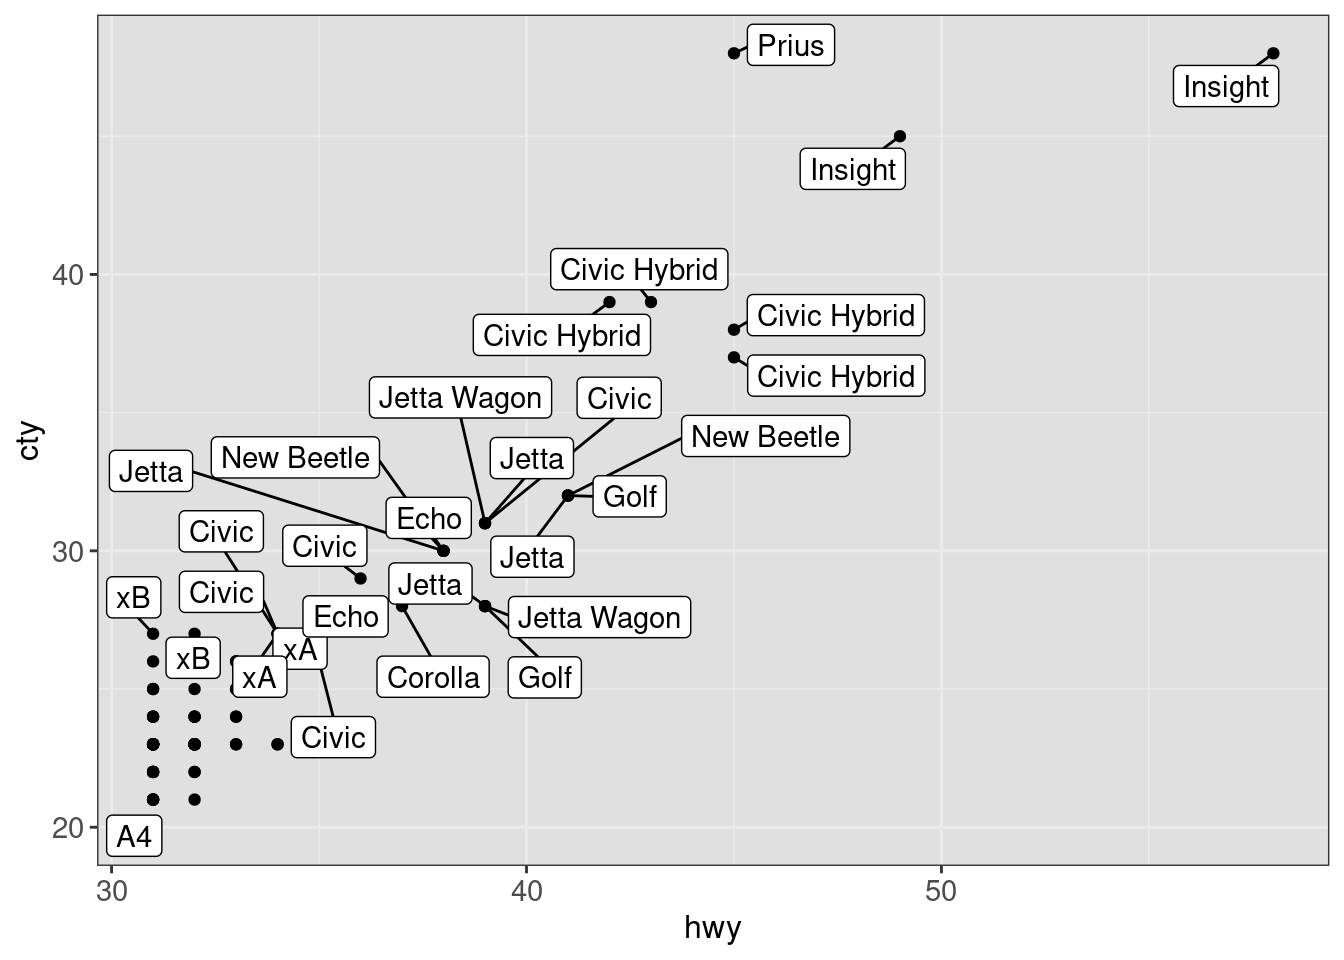 Prius
Insight
Insight
Civic Hybrid
Civic Hybrid
Civic Hybrid
Civic Hybrid
Jetta Wagon
Civic
New Beetle
New Beetle
Jetta
Jetta
Golf
Echo
Civic
Civic
Jetta
Jetta
Civic
xB
Echo
Jetta Wagon
xA
xB
xA
Corolla
Golf
Civic
A4
40
30
20
cty
30
40
50
hwy